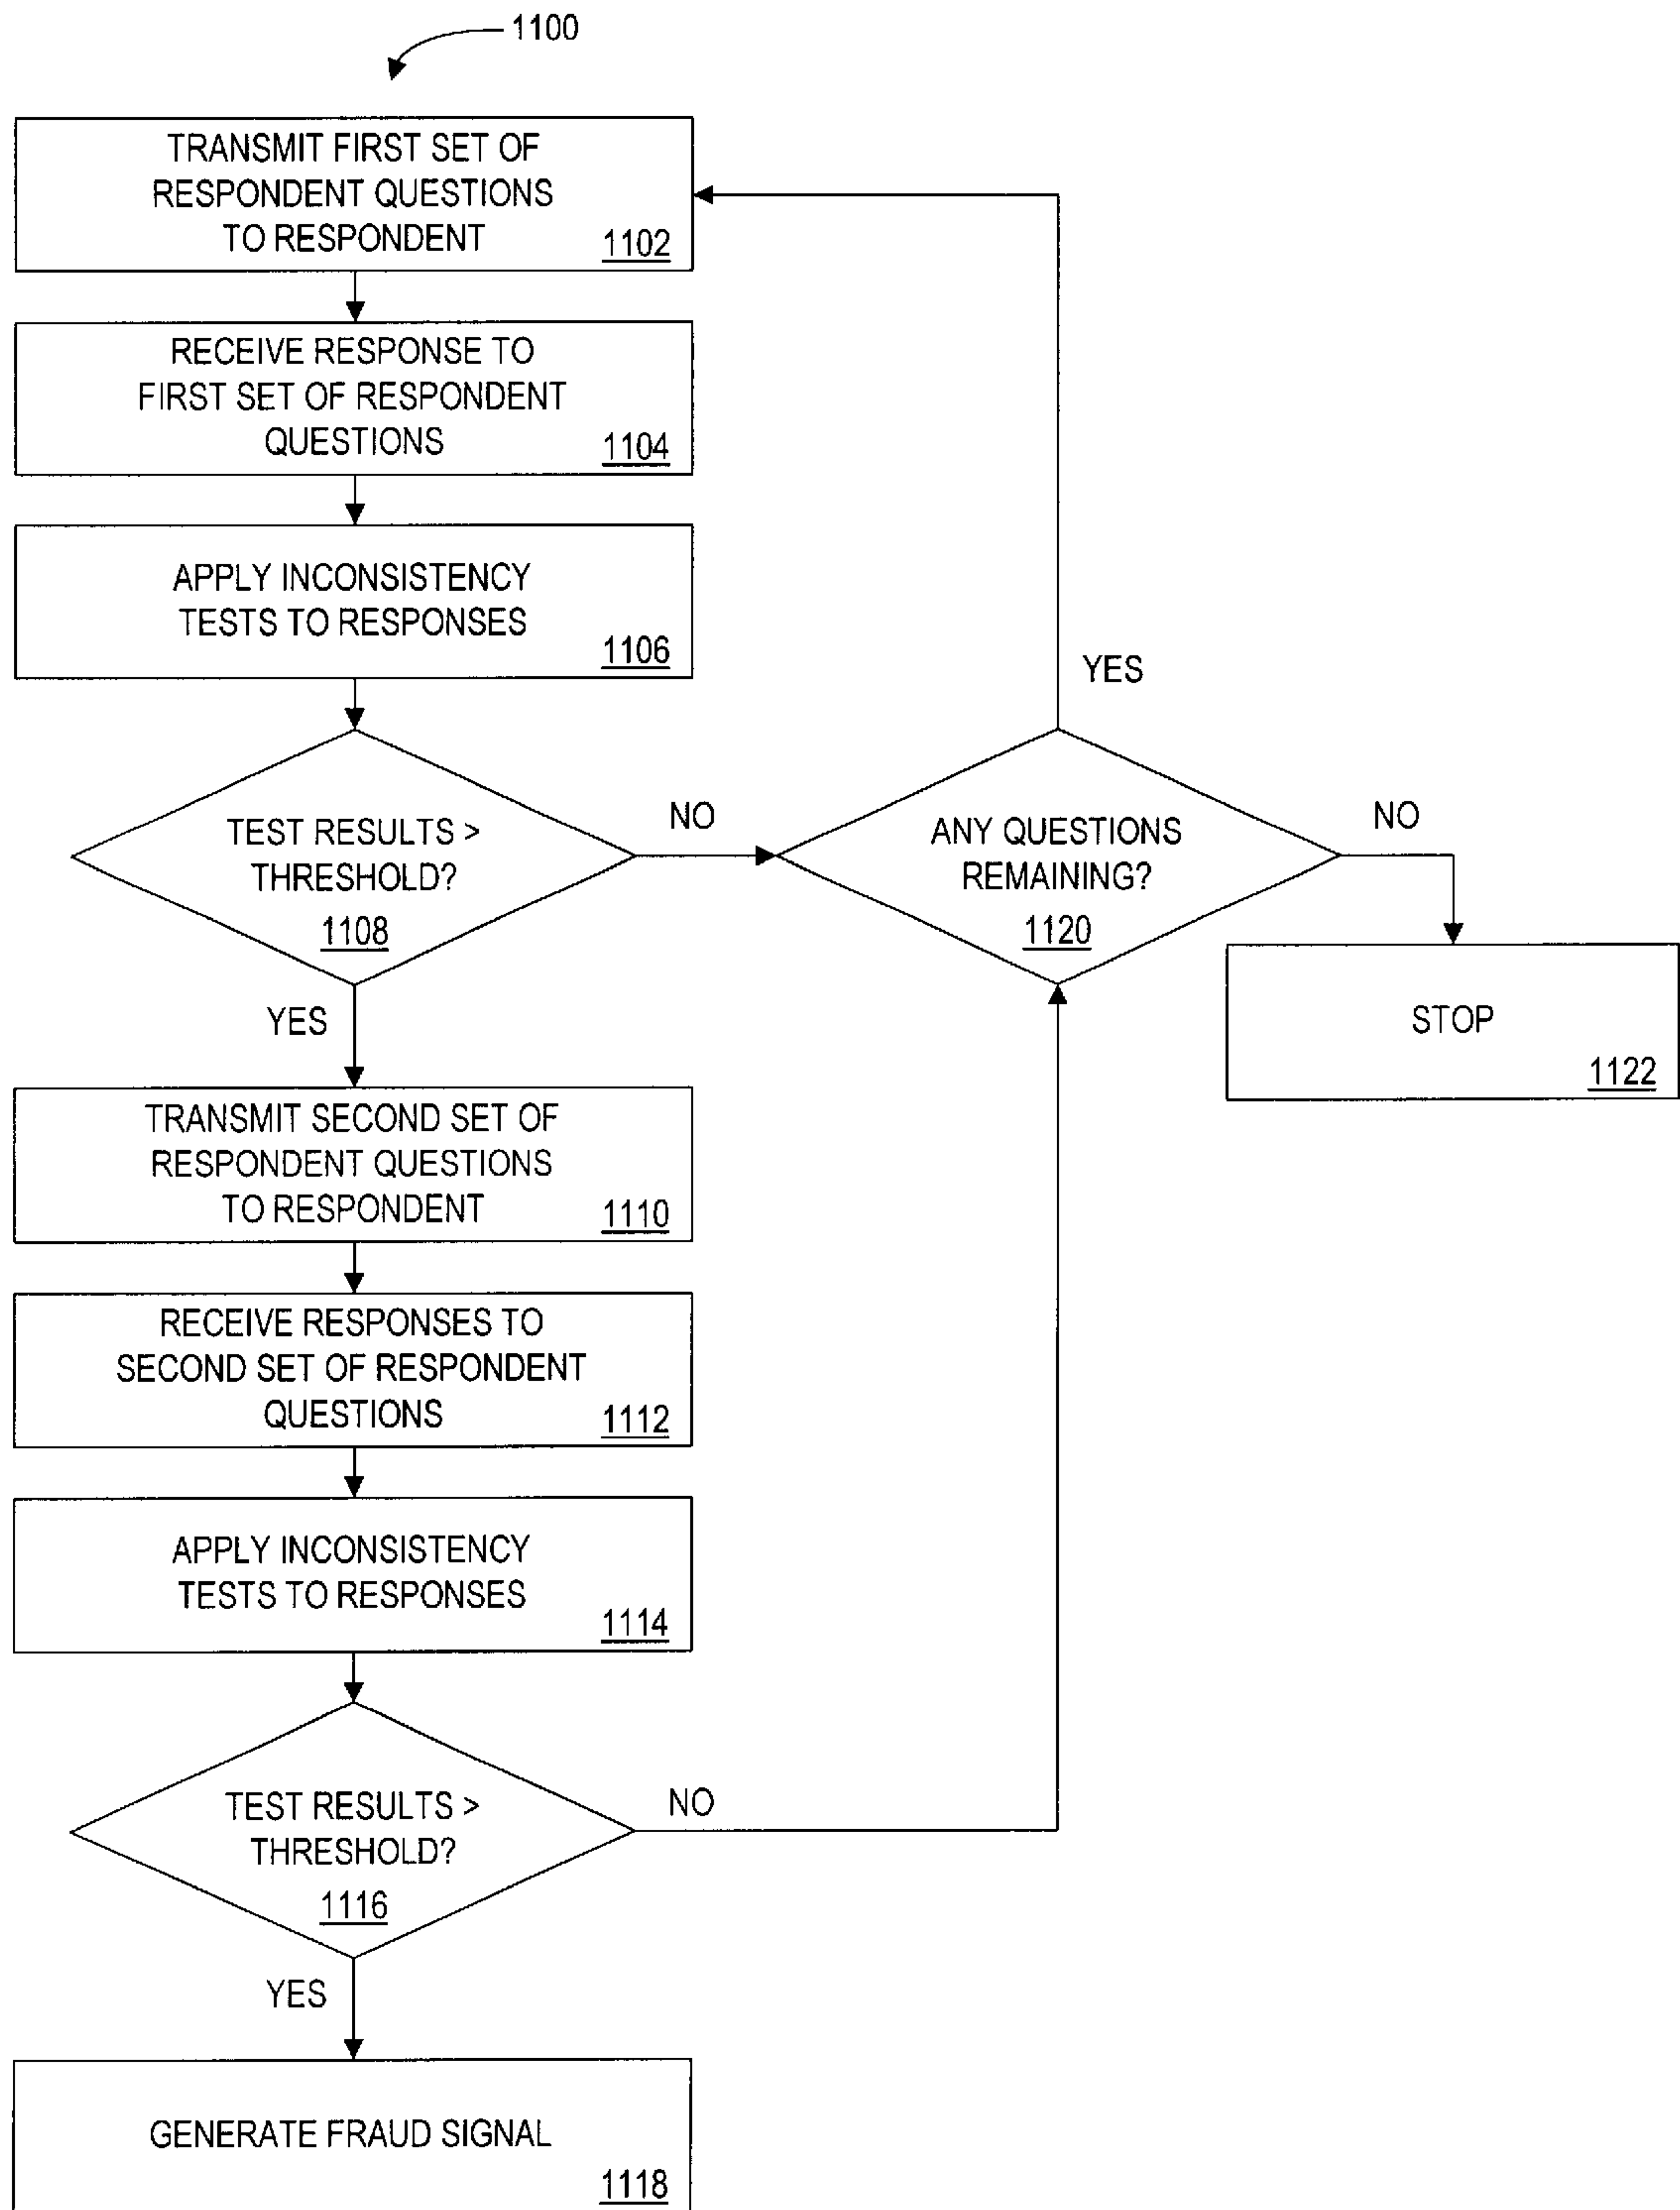 1100
TRANSMIT FIRST SET OF
RESPONDENT QUESTIONS
TO RESPONDENT
1102
RECEIVE RESPONSE TO
FIRST SET OF RESPONDENT
QUESTIONS
1104
APPLY INCONSISTENCY
TESTS TO RESPONSES
1106
YES
TEST RESULTS >
THRESHOLD?
1108
NO
ANY QUESTIONS
REMAINING?
1120
NO
YES
STOP
1122
TRANSMIT SECOND SET OF
RESPONDENT QUESTIONS
TO RESPONDENT
1110
RECEIVE RESPONSES TO
SECOND SET OF RESPONDENT
QUESTIONS
1112
APPLY INCONSISTENCY
TESTS TO RESPONSES
1114
TEST RESULTS >
THRESHOLD?
1116
NO
YES
GENERATE FRAUD SIGNAL
1118